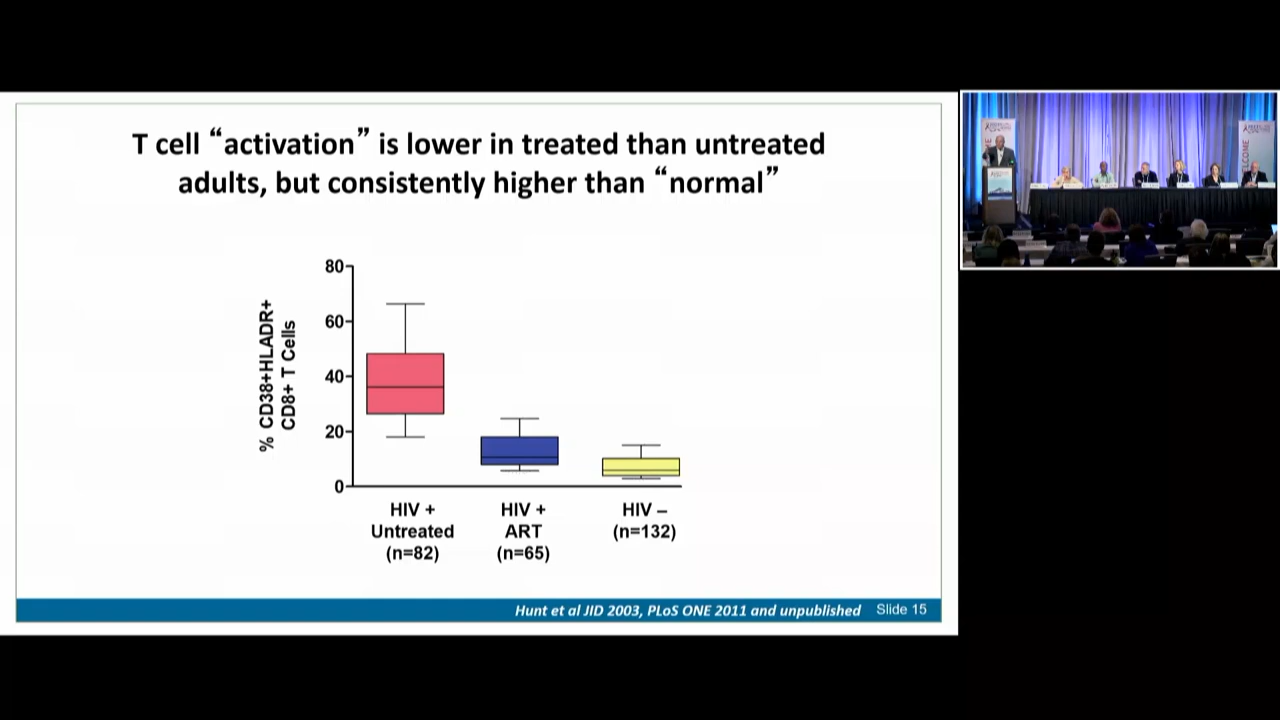 T cell “activation” is lower in treated than untreated
adults, but consistently higher than “normal”
% CD38+HLADR+
CD8+ T Cells
80
60
40
20
0
HIV +
Untreated
(n=82)
HIV +
ART
(n=65)
HIV –
(n=132)
Hunt et al JID 2003, PLoS ONE 2011 and unpublished
Slide 15
WELCOME